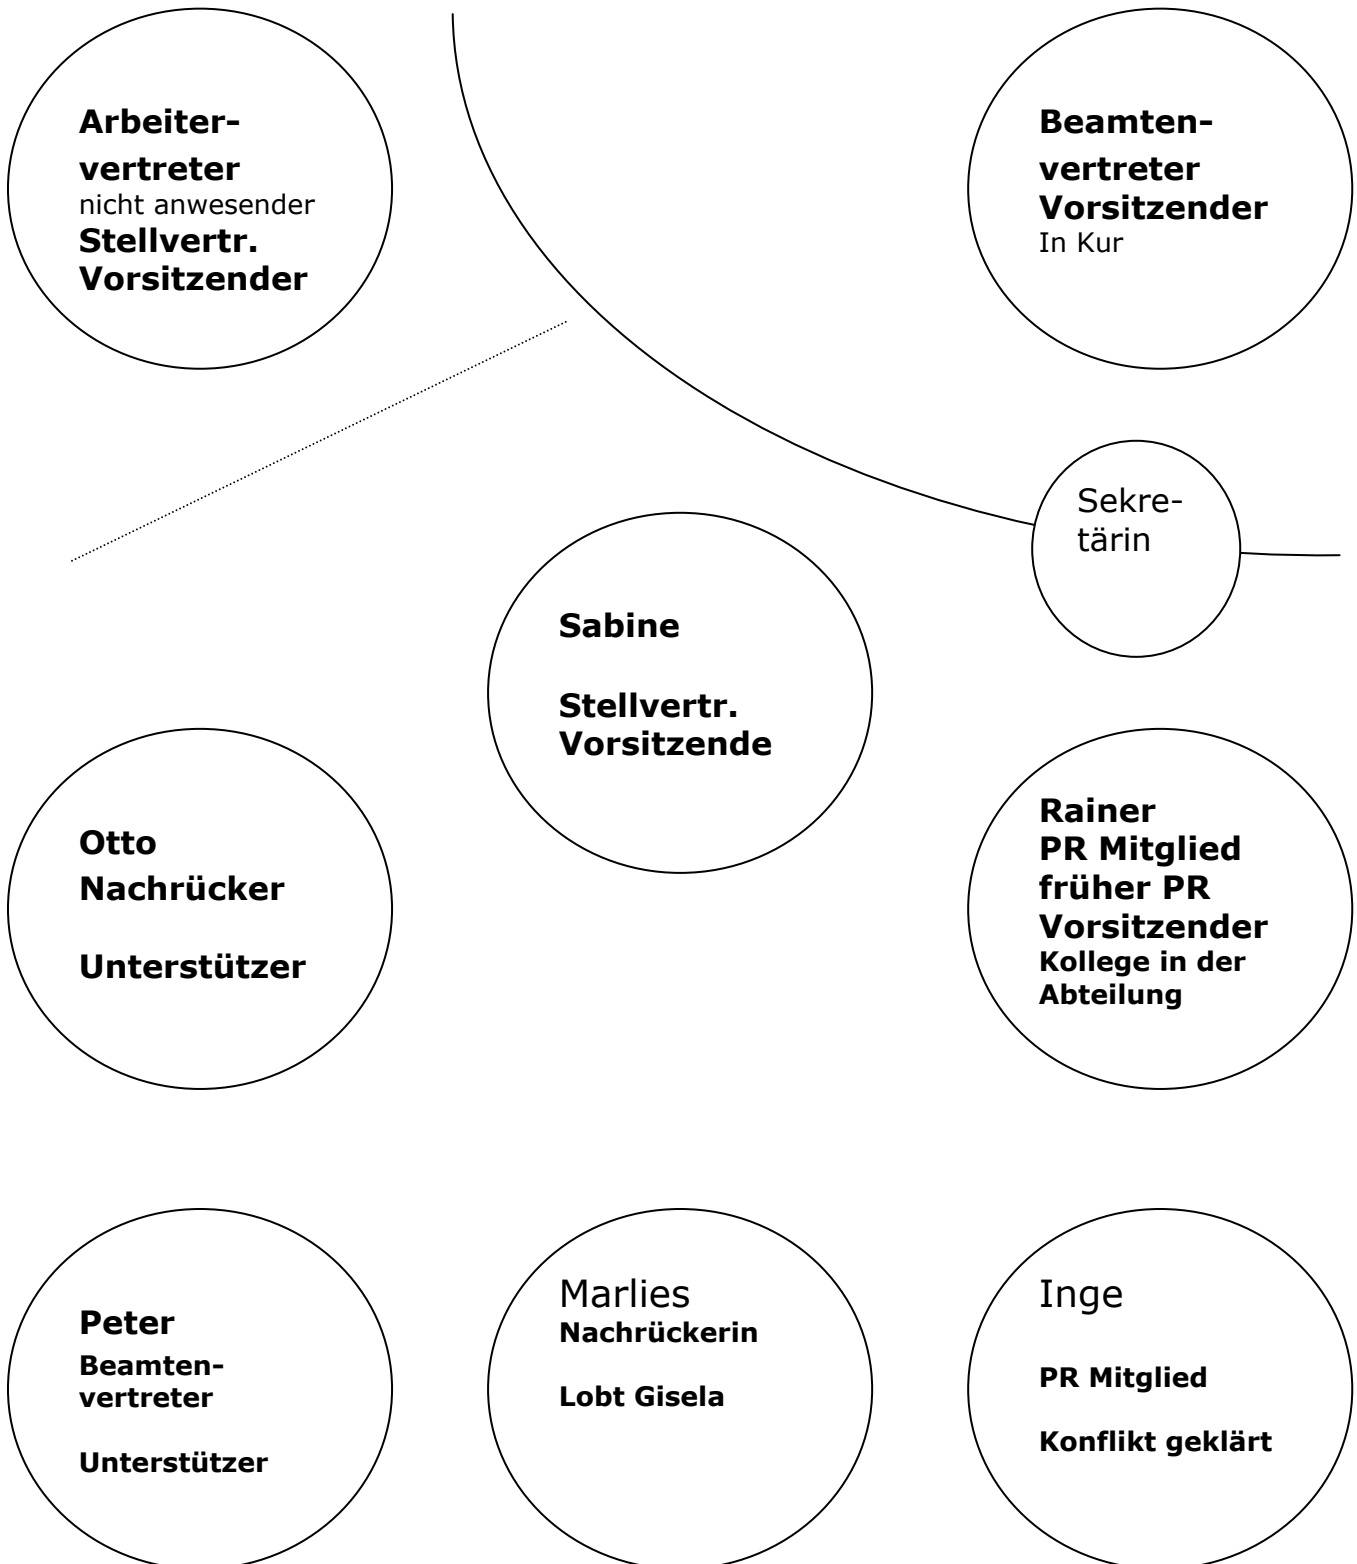 Arbeiter-
vertreter
nicht anwesender
Stellvertr.
Vorsitzender
Beamten-
vertreter
Vorsitzender
In Kur
Sekre-
tärin
Sabine
Stellvertr.
Vorsitzende
Otto
Nachrücker
Unterstützer
Rainer
PR Mitglied
früher PR
Vorsitzender
Kollege in der
Abteilung
Peter
Beamten-
vertreter
Unterstützer
Marlies
Nachrückerin
Lobt Gisela
Inge
PR Mitglied
Konflikt geklärt